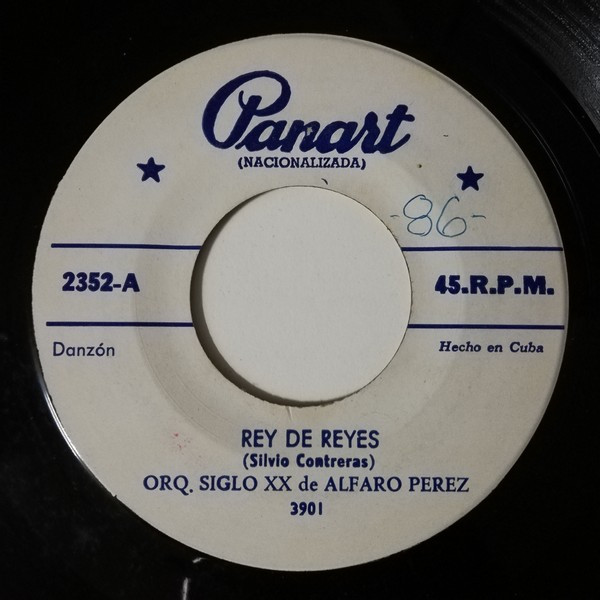 Panart
(NACIONALIZADA)
-86-
2352-A
45.R.P.M.
Danzón
Hecho en Cuba
REY DE REYES
(Silvio Contreras)
ORQ. SIGLO XX de ALFARO PEREZ
3901